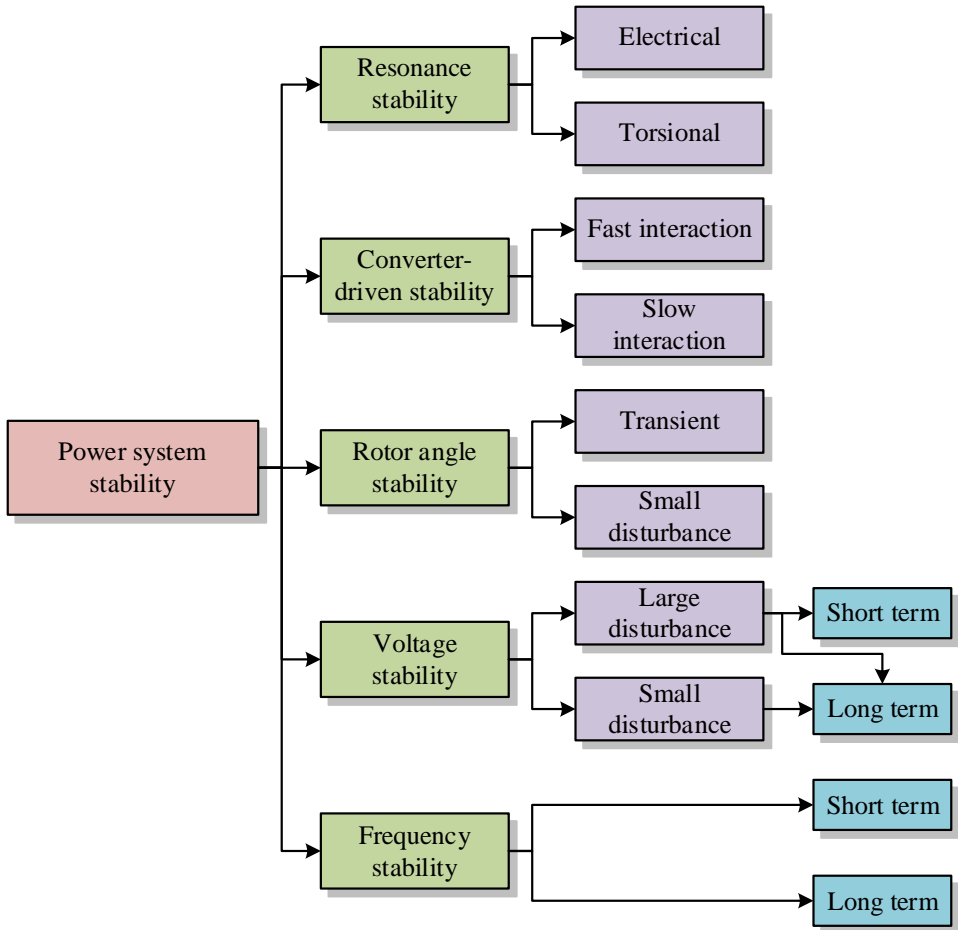 Electrical
Resonance
stability
Torsional
Fast interaction
Converter-
driven stability
Slow
interaction
Power system
stability
Transient
Rotor angle
stability
Small
disturbance
Large
disturbance
Short term
Voltage
stability
Small
disturbance
Long term
Short term
Frequency
stability
Long term